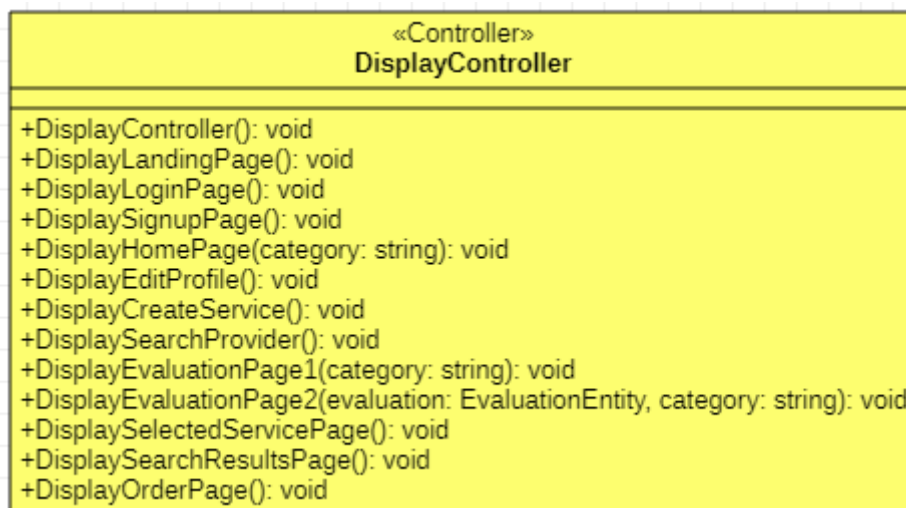 «Controller»
DisplayController
+DisplayController(): void
+DisplayLandingPage(): void
+DisplayLoginPage(): void
+DisplaySignupPage(): void
+DisplayHomePage(category: string): void
+DisplayEditProfile(): void
+DisplayCreateService(): void
+DisplaySearchProvider(): void
+DisplayEvaluationPage1(category: string): void
+DisplayEvaluationPage2(evaluation: EvaluationEntity, category: string): void
+DisplaySelectedServicePage(): void
+DisplaySearchResultsPage(): void
+DisplayOrderPage(): void